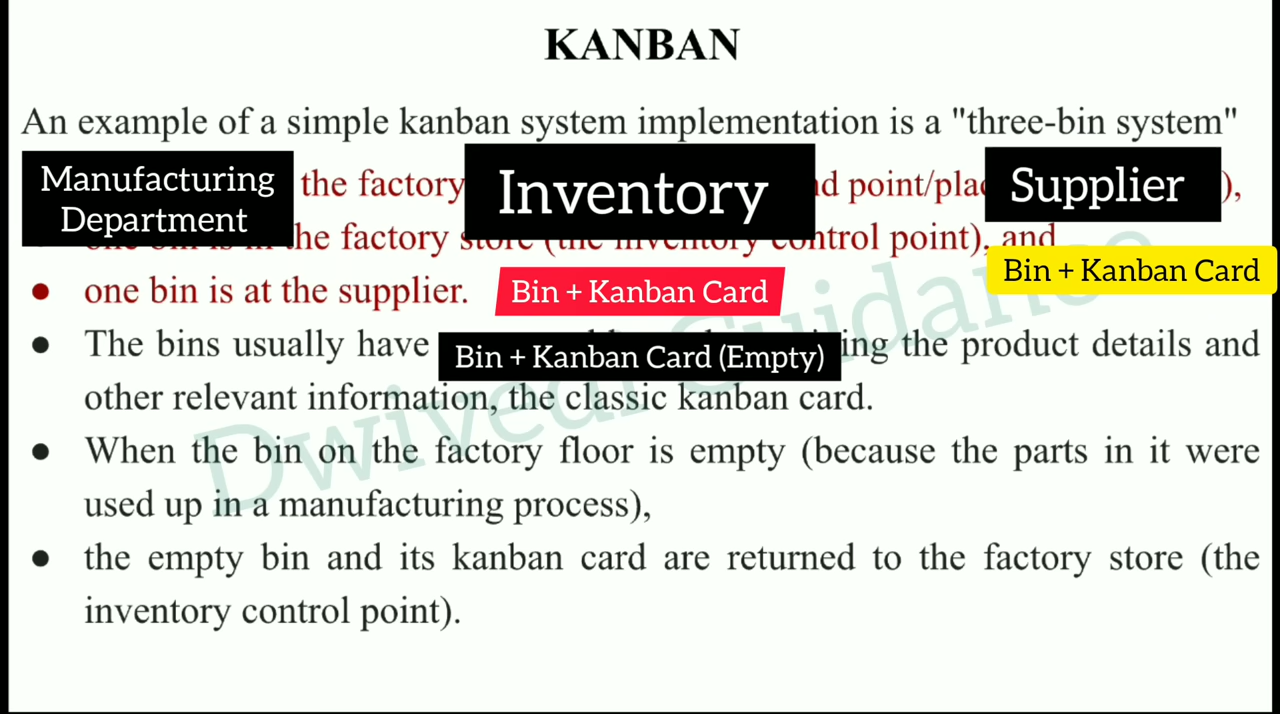 KANBAN
An example of a simple kanban system implementation is a "three-bin system"
Manufacturing
Department
the factory
Inventory
Supplier
),
the factory store (the inventory control point), and
Bin + Kanban Card
● one bin is at the supplier.
Bin + Kanban Card
● The bins usually have
Bin + Kanban Card (Empty)
the product details and
other relevant information, the classic kanban card.
● When the bin on the factory floor is empty (because the parts in it were
used up in a manufacturing process),
● the empty bin and its kanban card are returned to the factory store (the
inventory control point).
Dwivedi Guidance